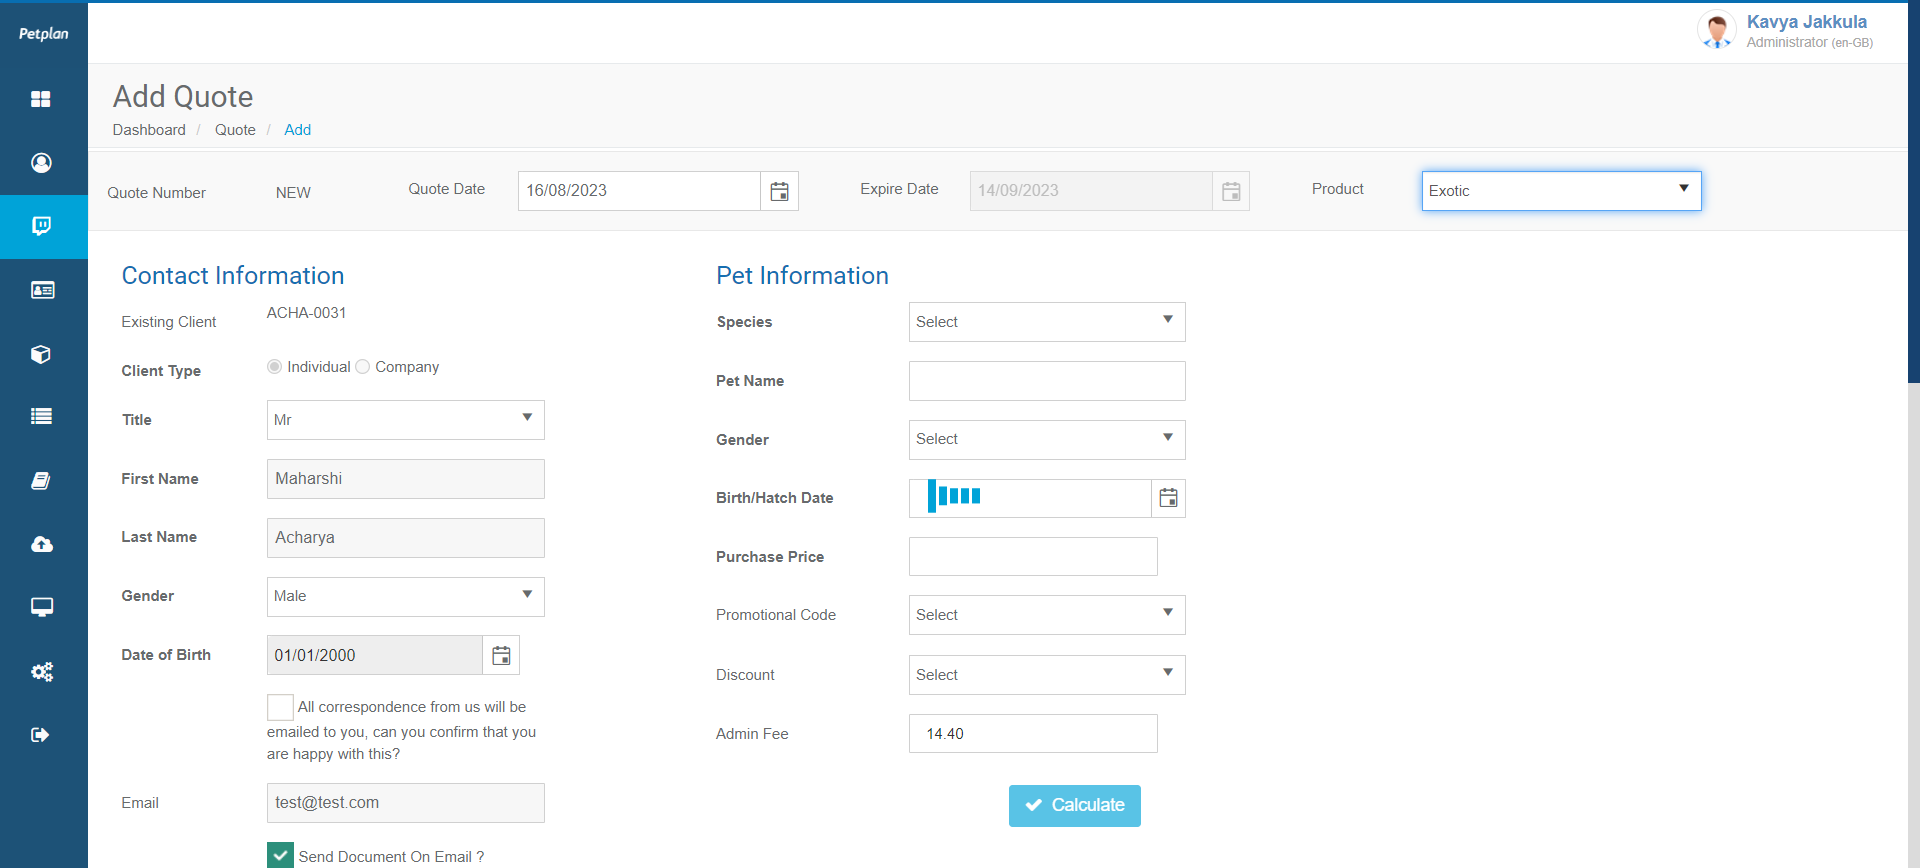 Petplan
Kavya Jakkula
Administrator (en-GB)
Add Quote
Dashboard / Quote / Add
Quote Number NEW Quote Date 16/08/2023 Expire Date 14/09/2023 Product Exotic
Contact Information
Existing Client ACHA-0031
Client Type Individual Company
Title Mr
First Name Maharshi
Last Name Acharya
Gender Male
Date of Birth 01/01/2000
All correspondence from us will be
emailed to you, can you confirm that you
are happy with this?
Email test@test.com
Send Document On Email ?
Pet Information
Species Select
Pet Name
Gender Select
Birth/Hatch Date
Purchase Price
Promotional Code Select
Discount Select
Admin Fee 14.40
Calculate